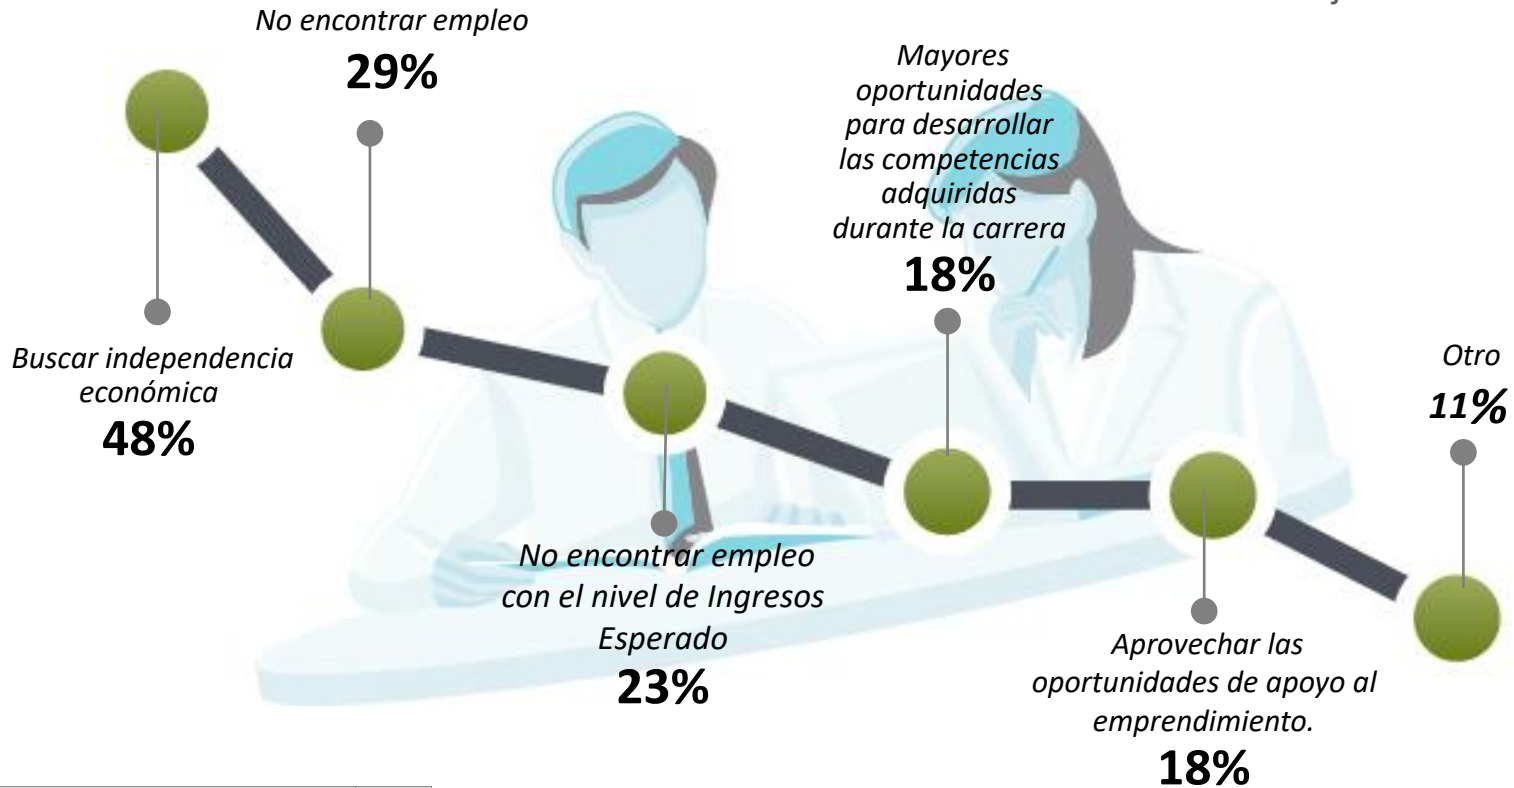 No encontrar empleo
29%
Mayores
oportunidades
para desarrollar
las competencias
adquiridas
durante la carrera
18%
Buscar independencia
económica
48%
Otro
11%
No encontrar empleo
con el nivel de Ingresos
Esperado
23%
Aprovechar las
oportunidades de apoyo al
emprendimiento.
18%